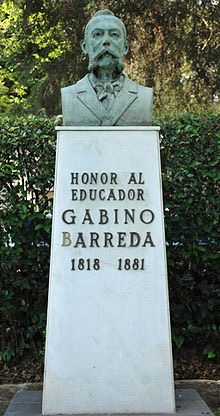 HONOR AL
EDUCADOR
GABINO
BARREDA
1818 1881